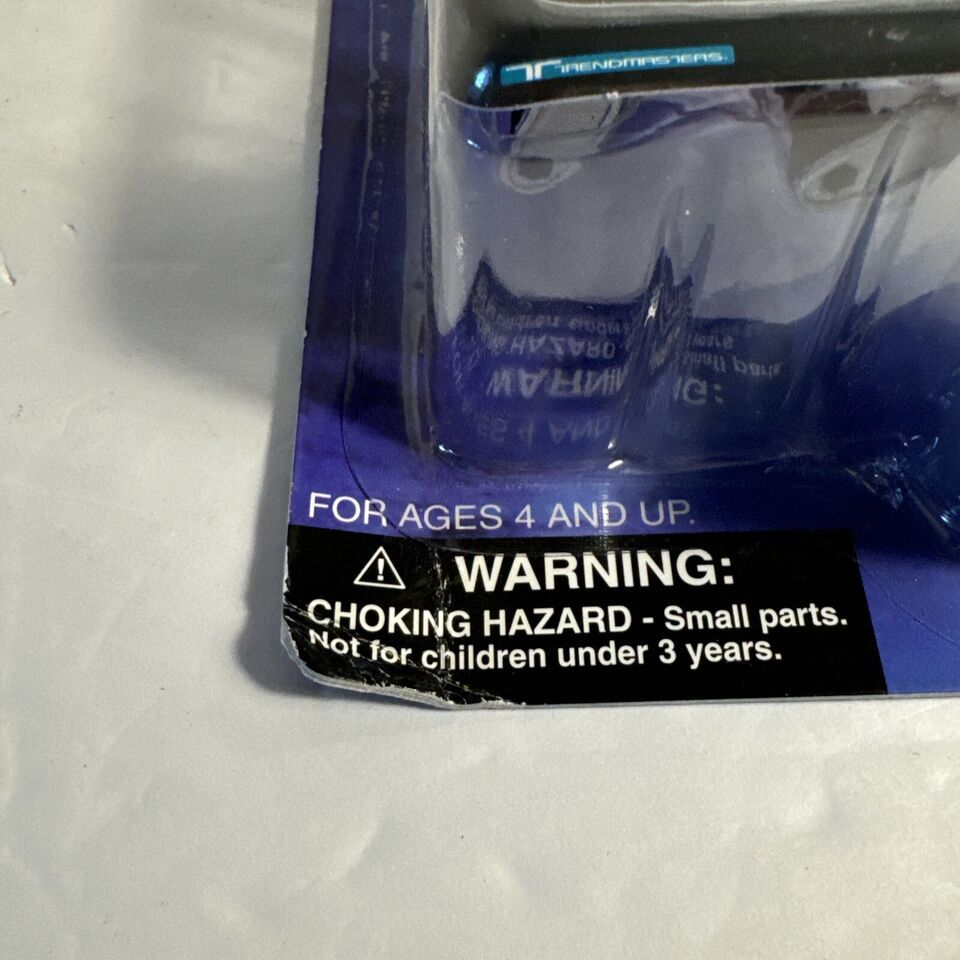 TRENDMASTERS.
FOR AGES 4 AND UP.
WARNING:
CHOKING HAZARD - Small parts.
Not for children under 3 years.